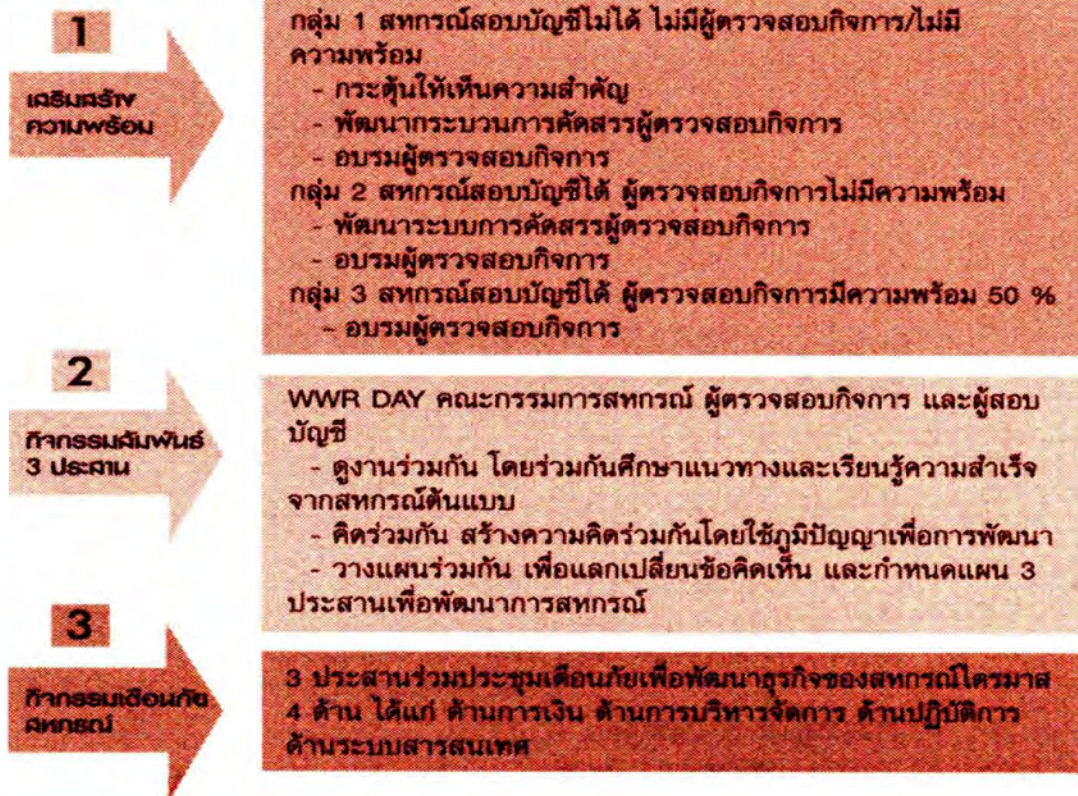 1
เสริมสร้าง
ความพร้อม
กลุ่ม 1 สหกรณ์สอบบัญชีไม่ได้ ไม่มีผู้ตรวจสอบกิจการ/ไม่มี
ความพร้อม
- กระตุ้นให้เห็นความสำคัญ
- พัฒนากระบวนการคัดสรรผู้ตรวจสอบกิจการ
- อบรมผู้ตรวจสอบกิจการ
กลุ่ม 2 สหกรณ์สอบบัญชีได้ ผู้ตรวจสอบกิจการไม่มีความพร้อม
- พัฒนาระบบการคัดสรรผู้ตรวจสอบกิจการ
- อบรมผู้ตรวจสอบกิจการ
กลุ่ม 3 สหกรณ์สอบบัญชีได้ ผู้ตรวจสอบกิจการมีความพร้อม 50 %
- อบรมผู้ตรวจสอบกิจการ
2
กิจกรรมสัมพันธ์
3 ประสาน
WWR DAY คณะกรรมการสหกรณ์ ผู้ตรวจสอบกิจการ และผู้สอบ
บัญชี
- ดูงานร่วมกัน โดยร่วมกันศึกษาแนวทางและเรียนรู้ความสำเร็จ
จากสหกรณ์ต้นแบบ
- คิดร่วมกัน สร้างความคิดร่วมกันโดยใช้ภูมิปัญญาเพื่อการพัฒนา
- วางแผนร่วมกัน เพื่อแลกเปลี่ยนข้อคิดเห็น และกำหนดแผน 3
ประสานเพื่อพัฒนาการสหกรณ์
3
กิจกรรมเตือนภัย
สหกรณ์
3 ประสานร่วมประชุมเตือนภัยเพื่อพัฒนาธุรกิจของสหกรณ์ไตรมาส
4 ด้าน ได้แก่ ด้านการเงิน ด้านการบริหารจัดการ ด้านปฏิบัติการ
ด้านระบบสารสนเทศ